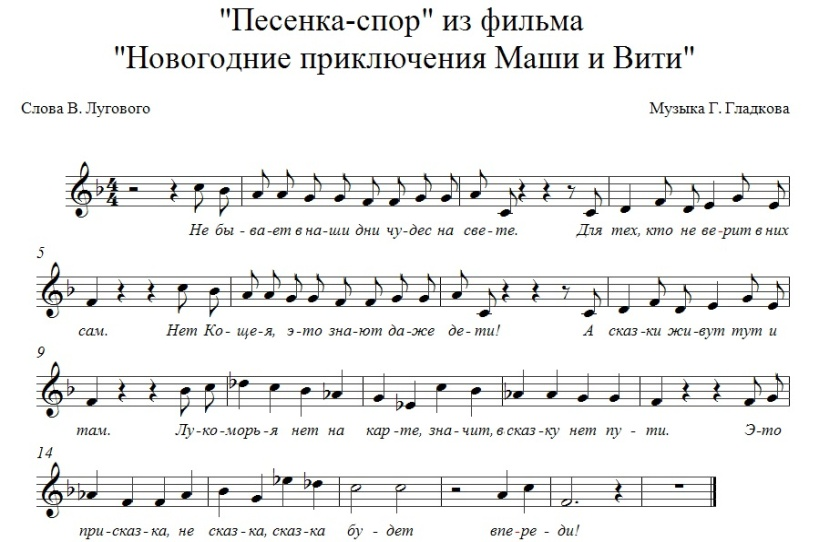 "Песенка-спор" из фильма
"Новогодние приключения Маши и Вити"
Слова В. Лугового
Музыка Г. Гладкова
Не бы - ва-ет в на-ши дни чу-дес на све-те. Для тех, кто не ве-рит в них
5
сам. Нет Ко - ще-я, э-то зна-ют да-же де-ти! А сказ-ки жи-вут тут и
9
там. Лу-ко-морь-я нет на кар-те, зна-чит, в сказ-ку нет пу - ти. Э-то
14
при-сказ-ка, не сказ-ка, сказ-ка бу - дет впе-ре - ди!